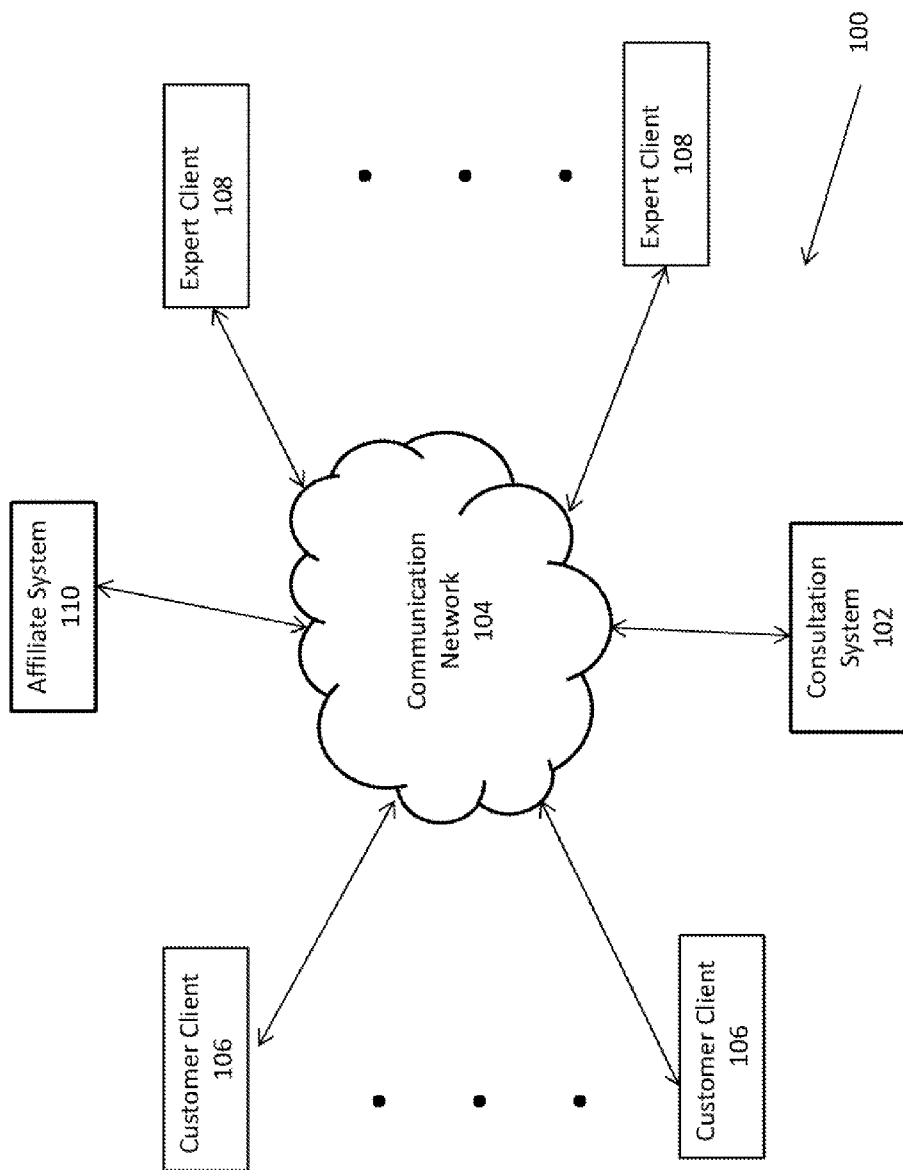 Affiliate System
110
Customer Client
106
Expert Client
108
Communication
Network
104
Customer Client
106
Expert Client
108
Consultation
System
102
100